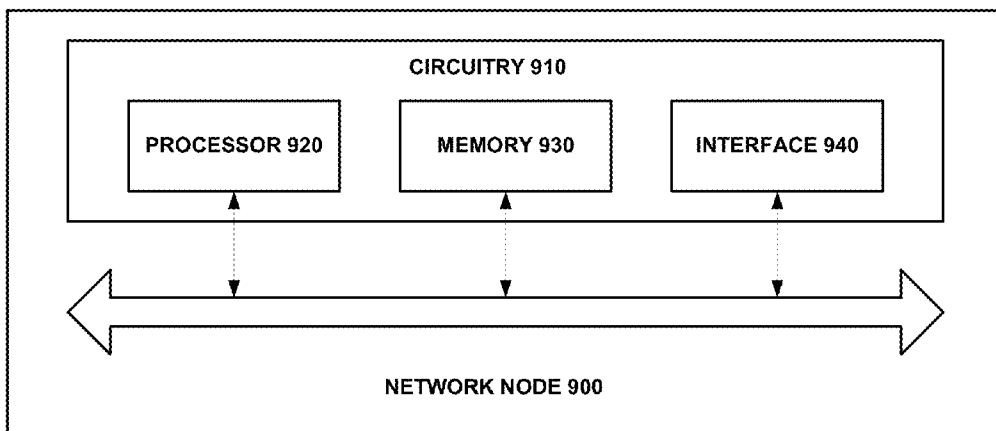 CIRCUITRY 910
PROCESSOR 920
MEMORY 930
INTERFACE 940
NETWORK NODE 900